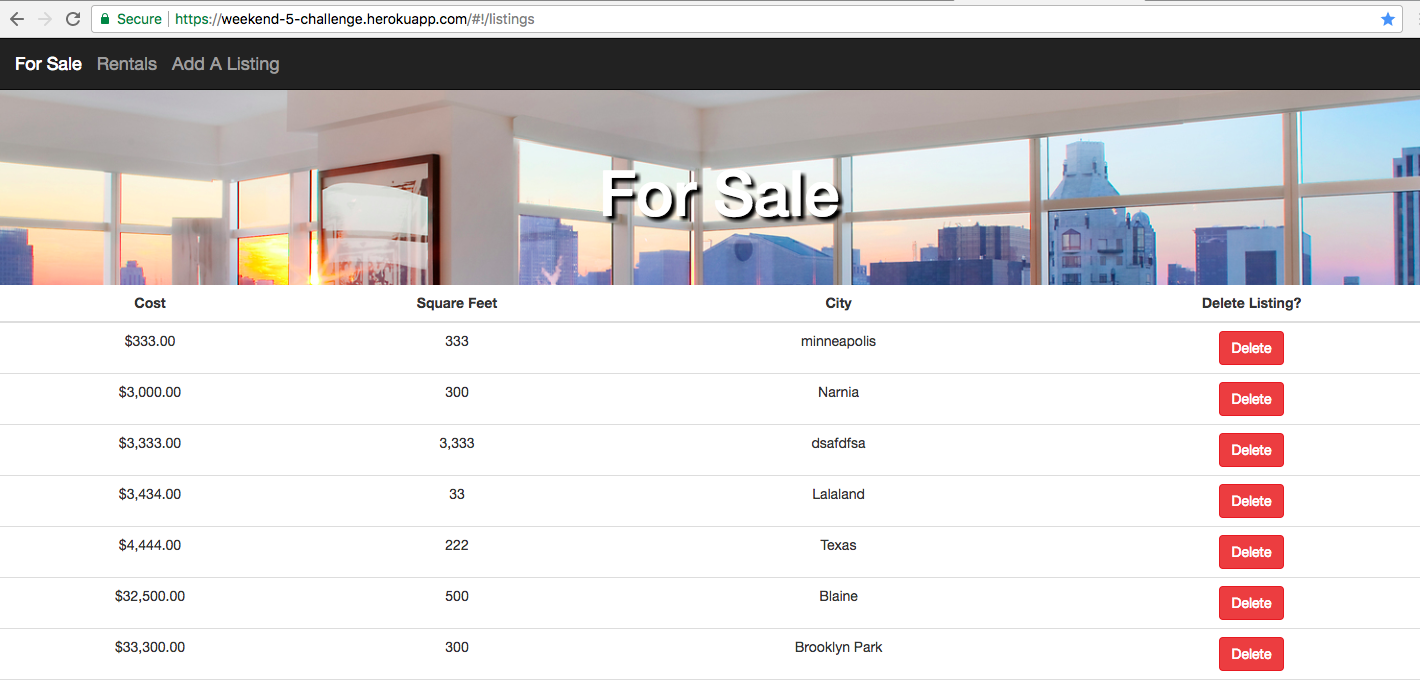 Secure https://weekend-5-challenge.herokuapp.com/#!/listings
For Sale Rentals Add A Listing
For Sale
Cost Square Feet City Delete Listing?
$333.00 333 minneapolis Delete
$3,000.00 300 Narnia Delete
$3,333.00 3,333 dsafdfsa Delete
$3,434.00 33 Lalaland Delete
$4,444.00 222 Texas Delete
$32,500.00 500 Blaine Delete
$33,300.00 300 Brooklyn Park Delete